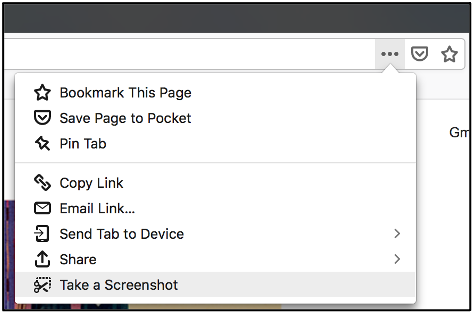 Bookmark This Page
Save Page to Pocket
Pin Tab
Gm
Copy Link
Email Link...
Send Tab to Device
Share
Take a Screenshot